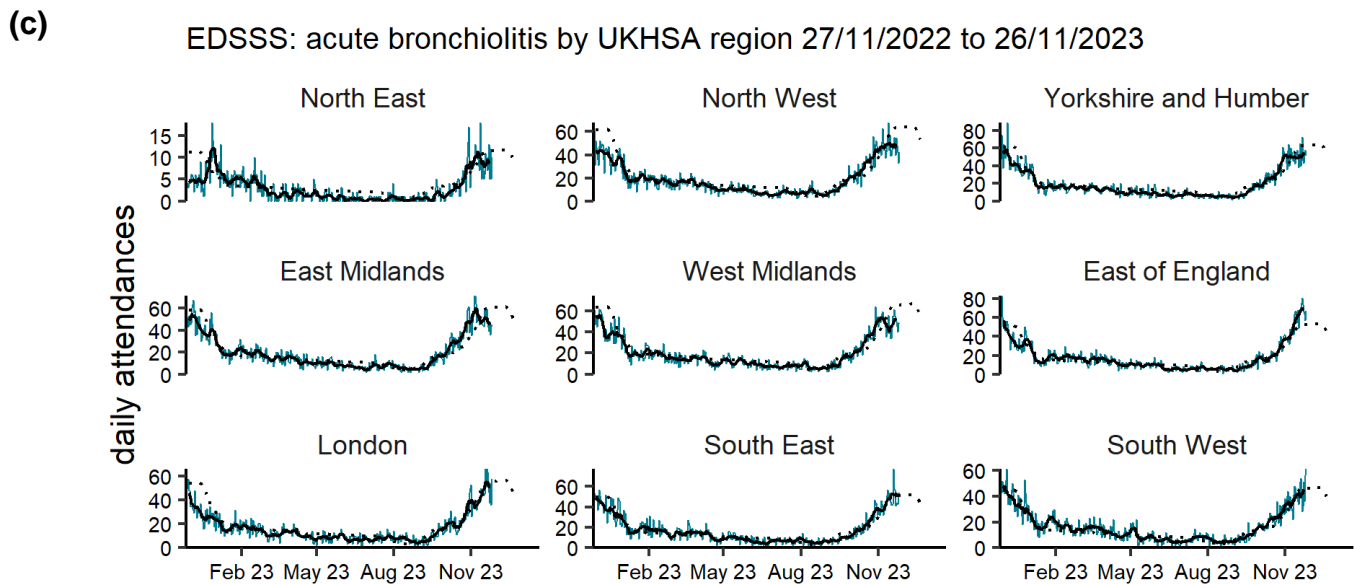 (c)
EDSSS: acute bronchiolitis by UKHSA region 27/11/2022 to 26/11/2023
daily attendances
North East
15
10
5
0
North West
60
40
20
0
Yorkshire and Humber
80
60
40
20
0
East Midlands
60
40
20
0
West Midlands
60
40
20
0
East of England
80
60
40
20
0
London
60
40
20
0
South East
60
40
20
0
South West
60
40
20
0
Feb 23 May 23 Aug 23 Nov 23
Feb 23 May 23 Aug 23 Nov 23
Feb 23 May 23 Aug 23 Nov 23